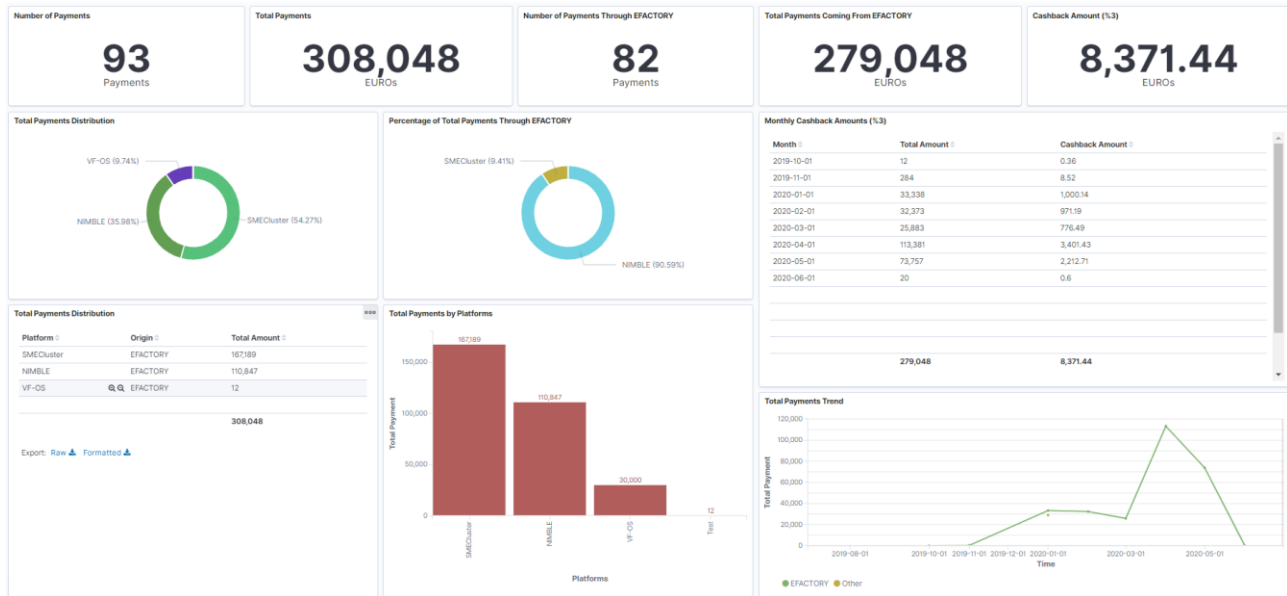 Number of Payments
93
Payments
Total Payments
308,048
EUROs
Number of Payments Through EFACTORY
82
Payments
Total Payments Coming From EFACTORY
279,048
EUROs
Cashback Amount (%3)
8,371.44
EUROs
Total Payments Distribution
VF-OS (9.74%)
NIMBLE (35.98%)
SMECluster (54.27%)
Percentage of Total Payments Through EFACTORY
SMECluster (9.41%)
NIMBLE (90.59%)
Monthly Cashback Amounts (%3)
Month Total Amount Cashback Amount
2019-10-01 12 0.36
2019-11-01 284 8.52
2020-01-01 33,338 1,000.14
2020-02-01 32,373 971.19
2020-03-01 25,883 776.49
2020-04-01 113,381 3,401.43
2020-05-01 73,757 2,212.71
2020-06-01 20 0.6
279,048 8,371.44
Total Payments Distribution
Platform Origin Total Amount
SMECluster EFACTORY 167,189
NIMBLE EFACTORY 110,847
VF-OS EFACTORY 12
308,048
Export: Raw Formatted
Total Payments by Platforms
Total Payment
150,000
100,000
50,000
0
167,189
110,847
30,000
12
SMECluster
NIMBLE
VF-OS
Test
Platforms
Total Payments Trend
Total Payment
120,000
100,000
80,000
60,000
40,000
20,000
0
2019-08-01 2019-10-01 2019-11-01 2019-12-01 2020-01-01 2020-03-01 2020-05-01
Time
EFACTORY Other